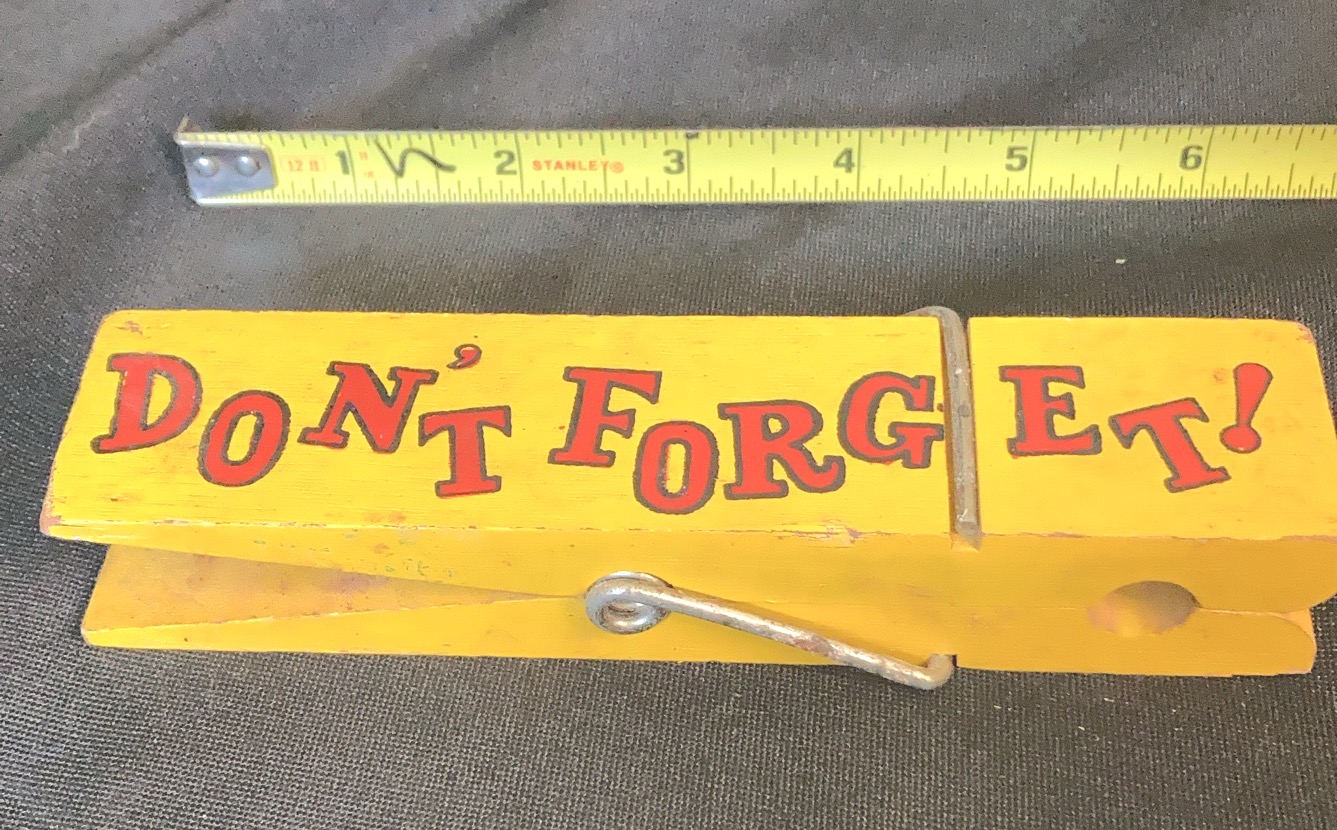 12 ft 1 2 STANLEY® 3 4 5 6
DON'T FORGET!